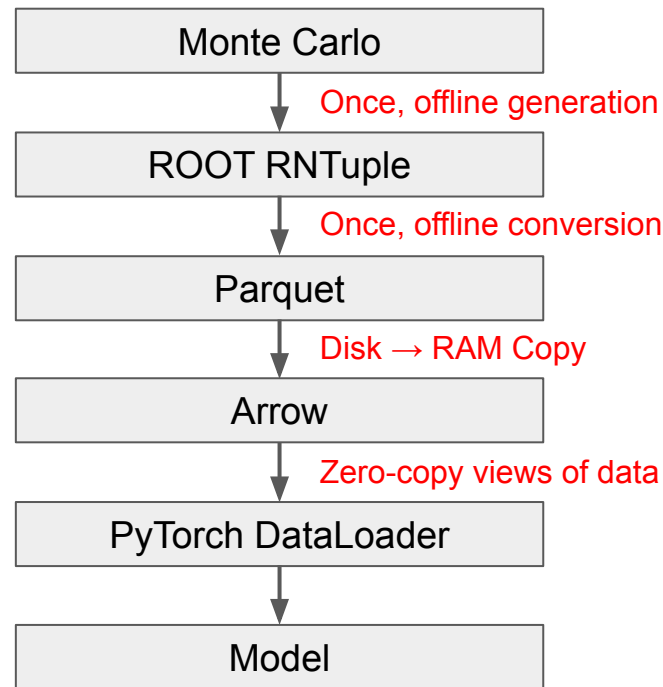 Monte Carlo
Once, offline generation
ROOT RNTuple
Once, offline conversion
Parquet
Disk → RAM Copy
Arrow
Zero-copy views of data
PyTorch DataLoader
Model